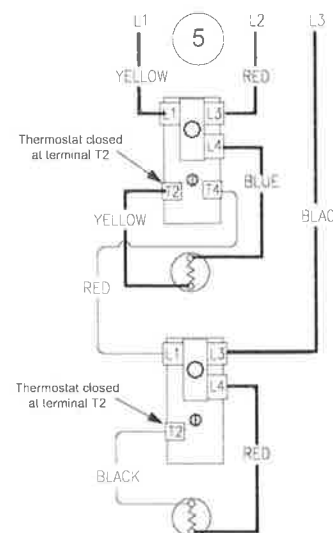 L1 5 L2 L3
YELLOW RED
L1 L3
Thermostat closed
at terminal T2
L4
T2 T4
BLUE
YELLOW
BLAC
RED
L1 L3
Thermostat closed
at terminal T2
L4
T2
RED
BLACK